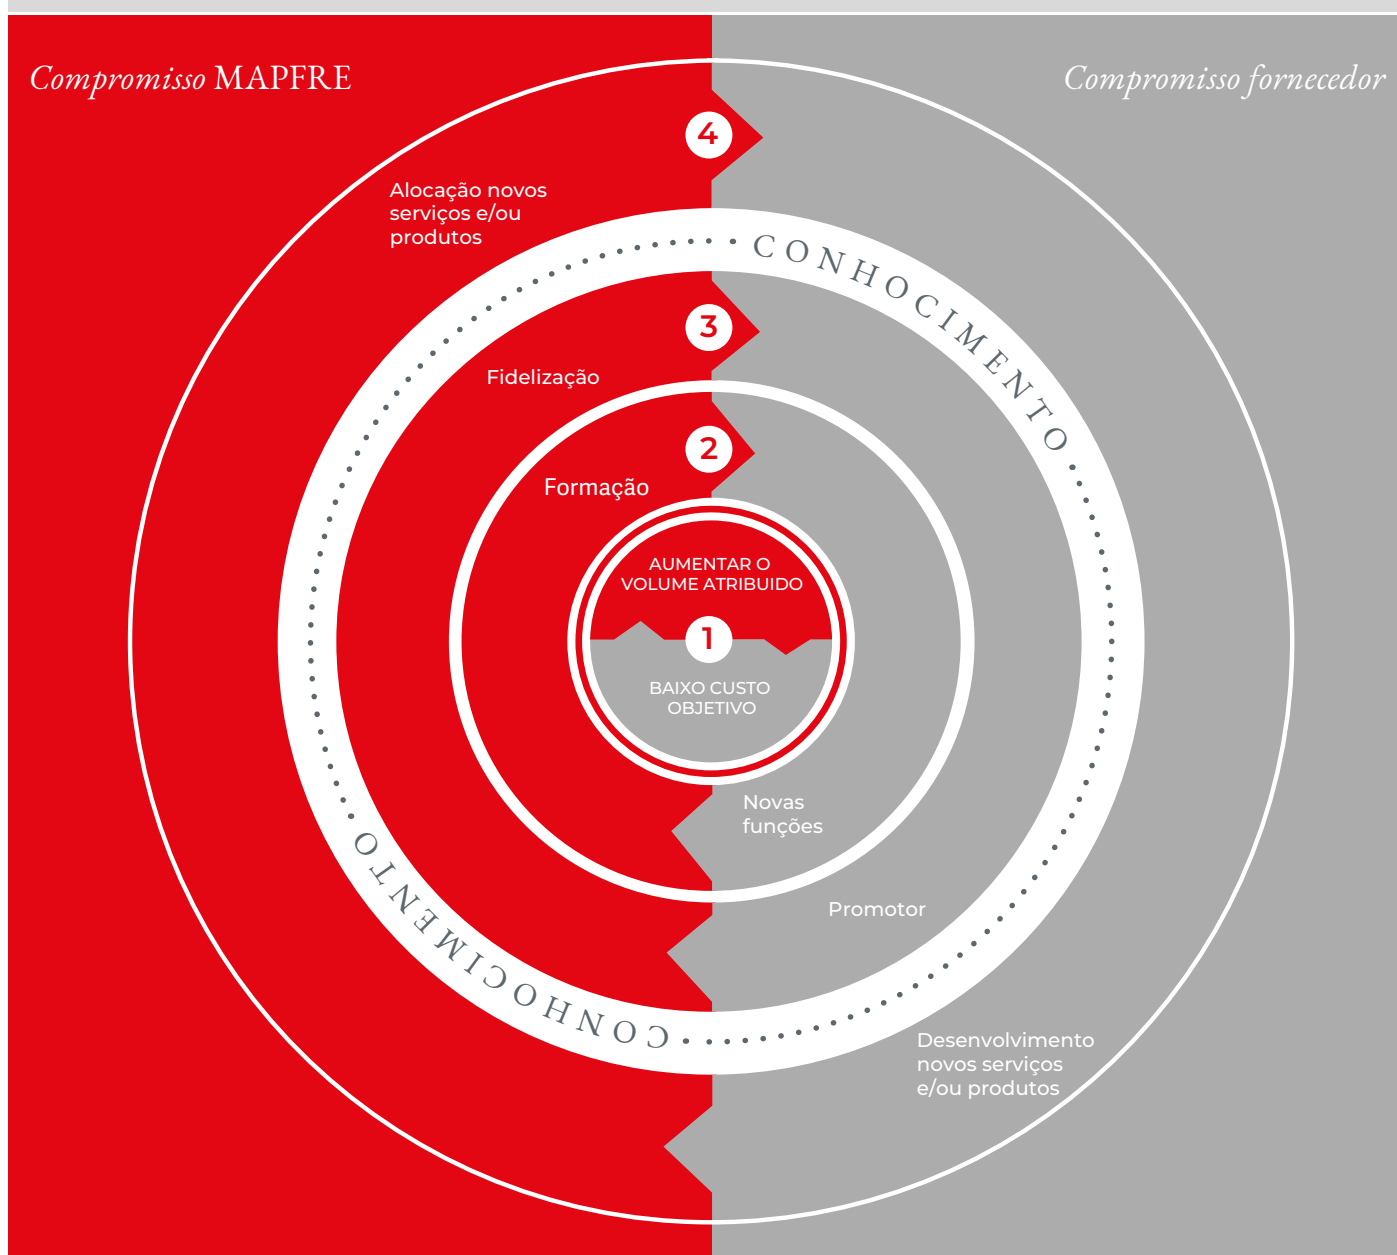 Compromisso MAPFRE
Compromisso fornecedor
4
Alocação novos
serviços e/ou
produtos
CONHOCIMENTO
3
Fidelização
2
Formação
AUMENTAR O
VOLUME ATRIBUIDO
1
BAIXO CUSTO
OBJETIVO
Novas
funções
Promotor
CONHOCIMENTO
Desenvolvimento
novos serviços
e/ou produtos